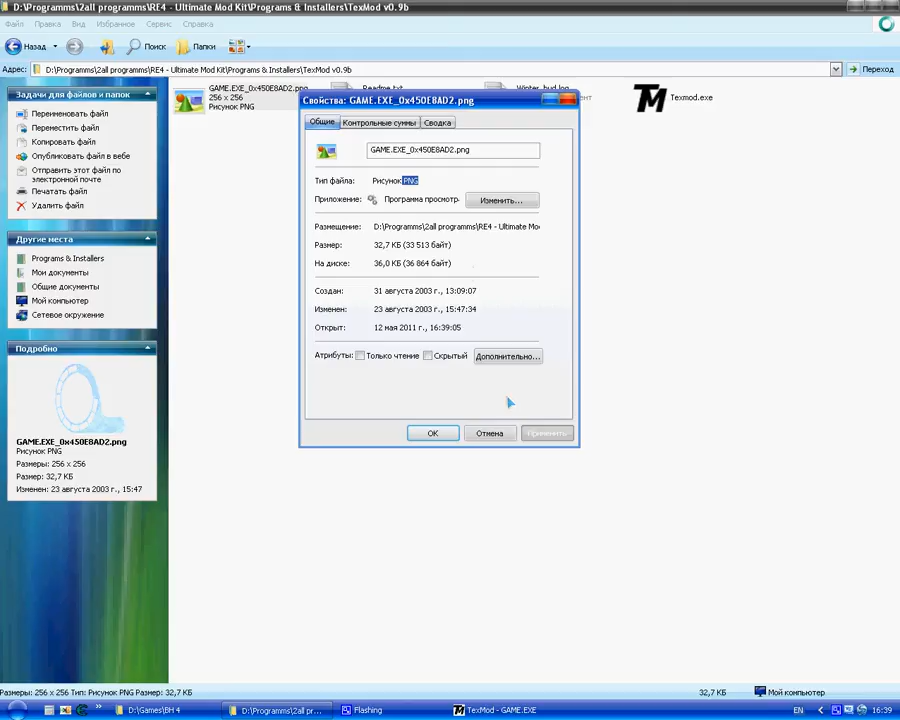 D:\Programms\2all programms\RE4 - Ultimate Mod Kit\Programs & Installers\TexMod v0.9b
Файл Правка Вид Избранное Сервис Справка
Назад Поиск Папки
Адрес: D:\Programms\2all programms\RE4 - Ultimate Mod Kit\Programs & Installers\TexMod v0.9b Переход
Задачи для файлов и папок
Переименовать файл
Переместить файл
Копировать файл
Опубликовать файл в вебе
Отправить этот файл по
электронной почте
Печатать файл
Удалить файл
Другие места
Programs & Installers
Мои документы
Общие документы
Мой компьютер
Сетевое окружение
Подробно
GAME.EXE_0x450E8AD2.png
Рисунок PNG
Размеры: 256 x 256
Размер: 32,7 КБ
Изменен: 23 августа 2003 г., 15:47
GAME.EXE_0x450E8AD2.png
256 x 256
Рисунок PNG
Readme.txt
Texmod.exe
Свойства: GAME.EXE_0x450E8AD2.png
Общие Контрольные суммы Сводка
GAME.EXE_0x450E8AD2.png
Тип файла: Рисунок PNG
Приложение: Программа просмотр Изменить...
Размещение: D:\Programms\2all programms\RE4 - Ultimate Mo
Размер: 32,7 КБ (33 513 байт)
На диске: 36,0 КБ (36 864 байт)
Создан: 31 августа 2003 г., 13:09:07
Изменен: 23 августа 2003 г., 15:47:34
Открыт: 12 мая 2011 г., 16:39:05
Атрибуты: Только чтение Скрытый Дополнительно...
OK Отмена Применить
Размеры: 256 x 256 Тип: Рисунок PNG Размер: 32,7 КБ 32,7 КБ Мой компьютер
D:\Games\BH 4 D:\Programms\2all pr... Flashing TexMod - GAME.EXE EN 16:39